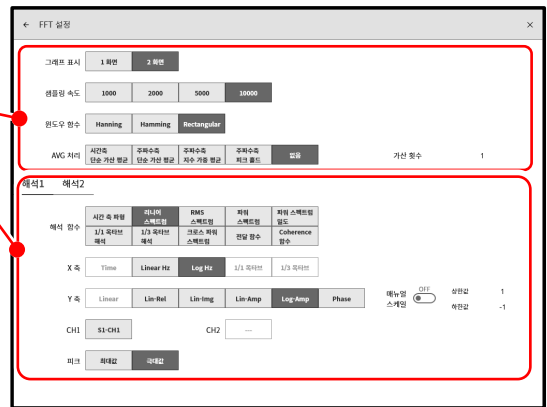 ← FFT 설정 ×
그래프 표시 1 화면 2 화면
샘플링 속도 1000 2000 5000 10000
윈도우 함수 Hanning Hamming Rectangular
AVG 처리 시간축 단순 가산 평균 주파수축 단순 가산 평균 주파수축 지수 가중 평균 주파수축 피크 홀드 없음 가산 횟수 1
해석1 해석2
해석 함수 시간 축 파형 리니어 스펙트럼 RMS 스펙트럼 파워 스펙트럼 파워 스펙트럼 밀도
1/1 옥타브 해석 1/3 옥타브 해석 크로스 파워 스펙트럼 전달 함수 Coherence 함수
X 축 Time Linear Hz Log Hz 1/1 옥타브 1/3 옥타브
Y 축 Linear Lin-Rel Lin-Img Lin-Amp Log-Amp Phase 매뉴얼 스케일 OFF 상한값 1
하한값 -1
CH1 S1-CH1 CH2 ---
피크 최대값 극대값